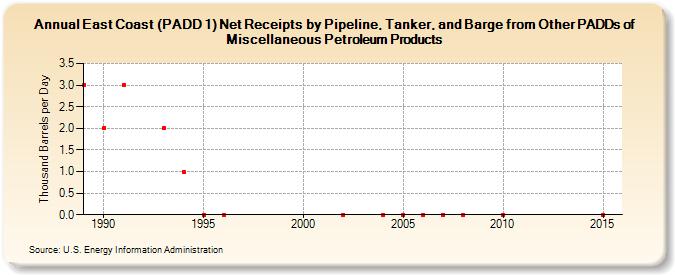 Annual East Coast (PADD 1) Net Receipts by Pipeline, Tanker, and Barge from Other PADDs of
Miscellaneous Petroleum Products
Thousand Barrels per Day
3.5
3.0
2.5
2.0
1.5
1.0
0.5
0.0
1990 1995 2000 2005 2010 2015
Source: U.S. Energy Information Administration